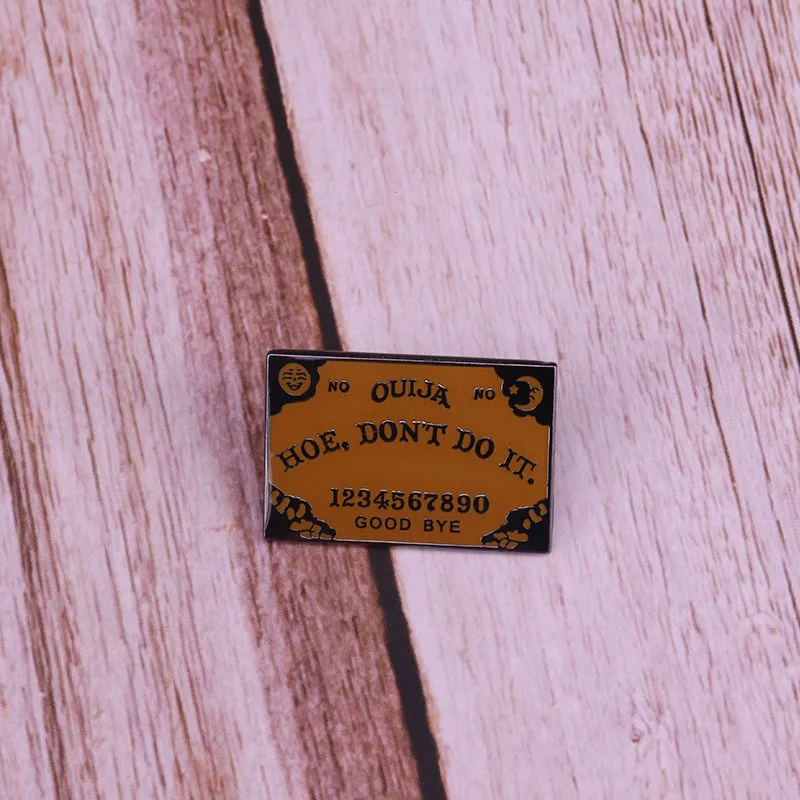 NO OUIJA NO
HOE, DON'T DO IT.
1234567890
GOOD BYE